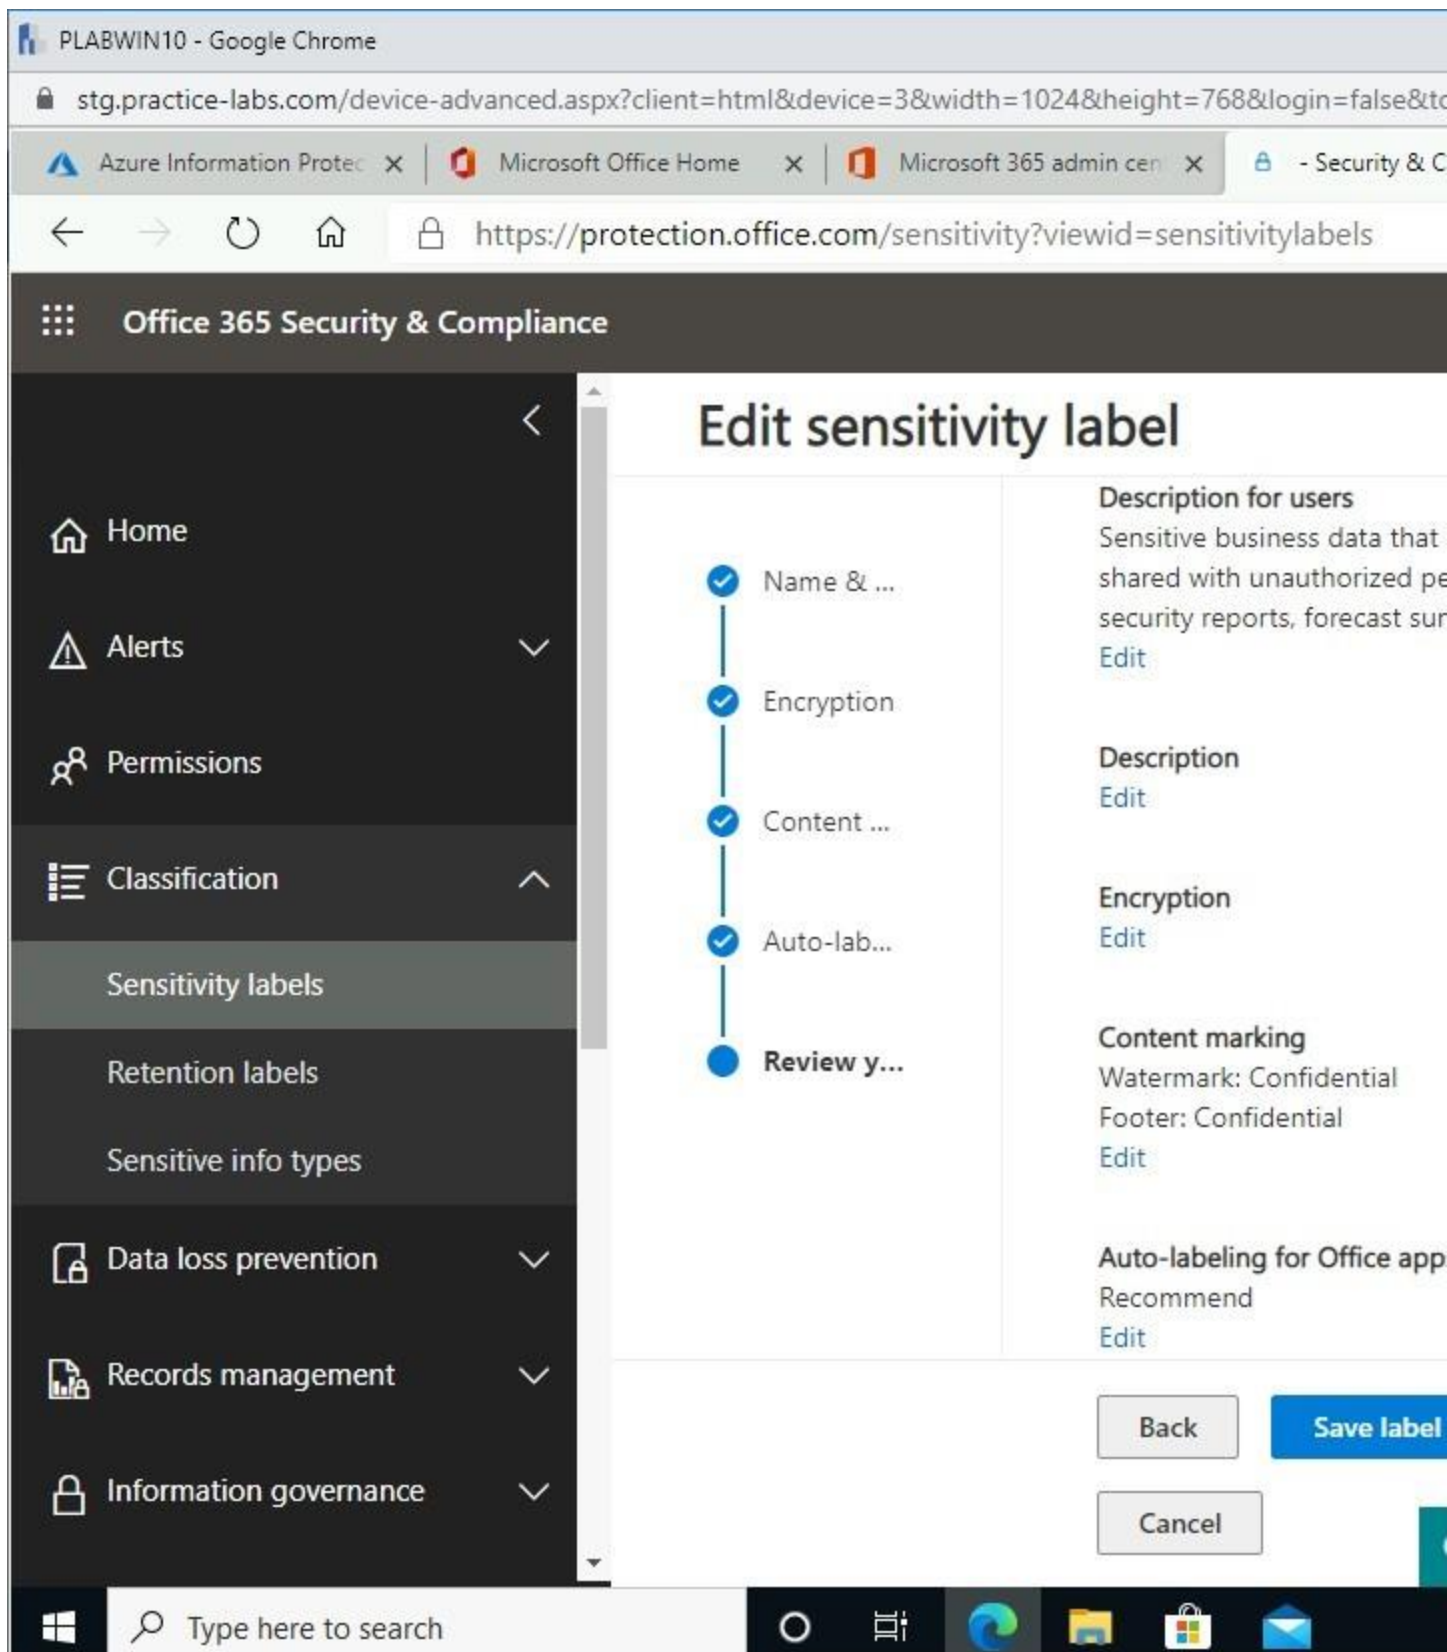 PLABWIN10 - Google Chrome
stg.practice-labs.com/device-advanced.aspx?client=html&device=3&width=1024&height=768&login=false&
Azure Information Protec
Microsoft Office Home
Microsoft 365 admin cen
- Security & C
https://protection.office.com/sensitivity?viewid=sensitivitylabels
Office 365 Security & Compliance
Home
Alerts
Permissions
Classification
Sensitivity labels
Retention labels
Sensitive info types
Data loss prevention
Records management
Information governance
Edit sensitivity label
Name & ...
Encryption
Content ...
Auto-lab...
Review y...
Description for users
Sensitive business data that
shared with unauthorized pe
security reports, forecast sur
Edit
Description
Edit
Encryption
Edit
Content marking
Watermark: Confidential
Footer: Confidential
Edit
Auto-labeling for Office app
Recommend
Edit
Back
Save label
Cancel
Type here to search